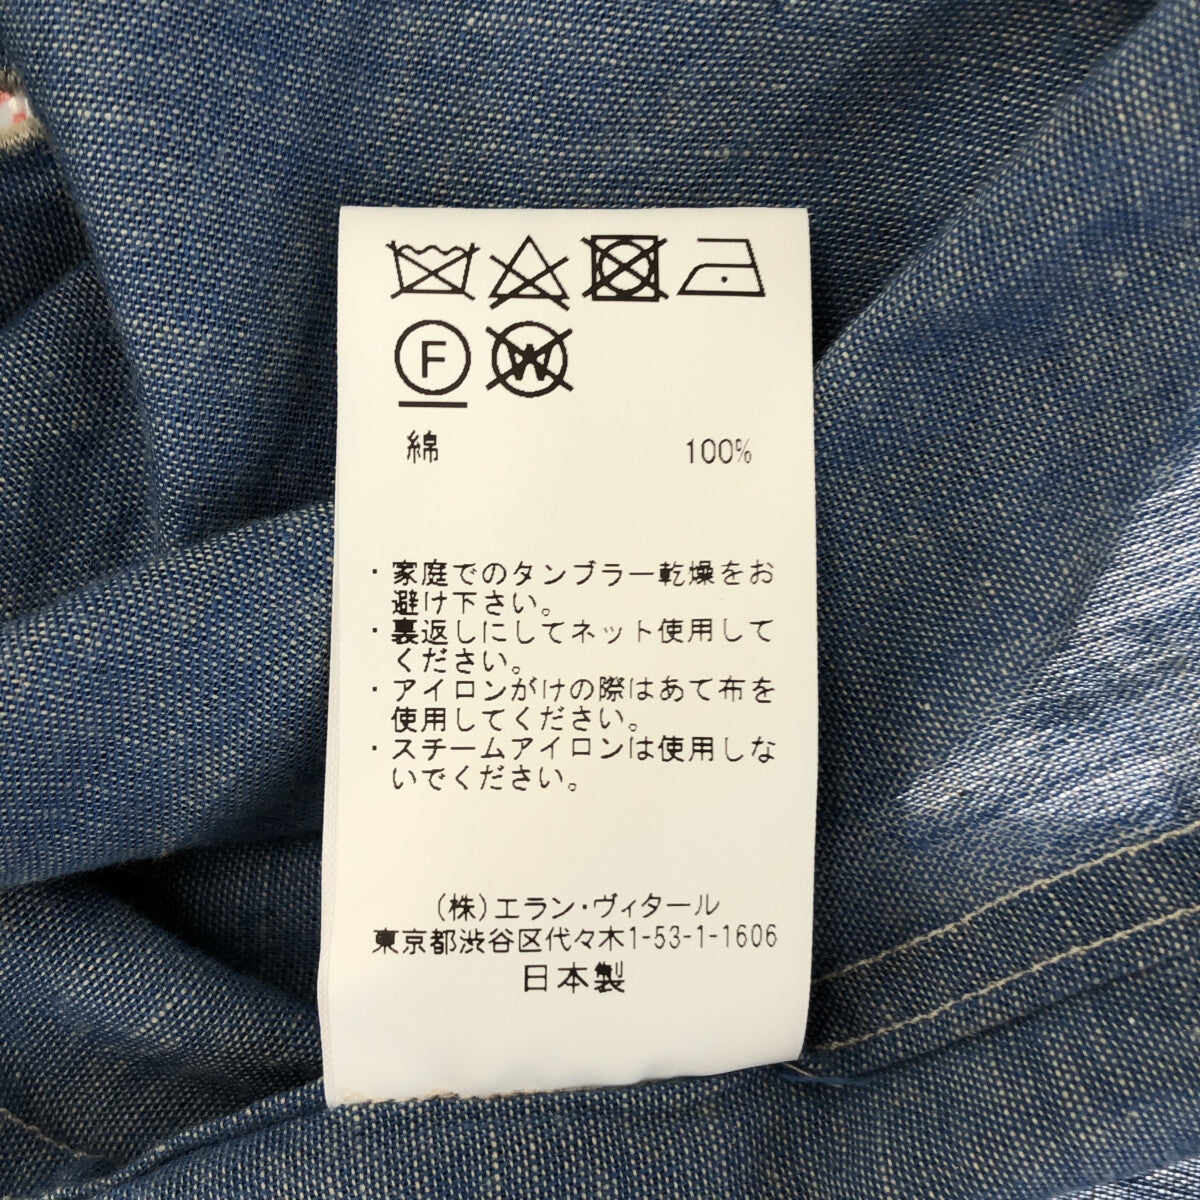 F W
綿 100%
・家庭でのタンブラー乾燥をお
避け下さい。
・裏返しにしてネット使用して
ください。
・アイロンがけの際はあて布を
使用してください。
・スチームアイロンは使用しな
いでください。
(株)エラン・ヴィタール
東京都渋谷区代々木1-53-1-1606
日本製